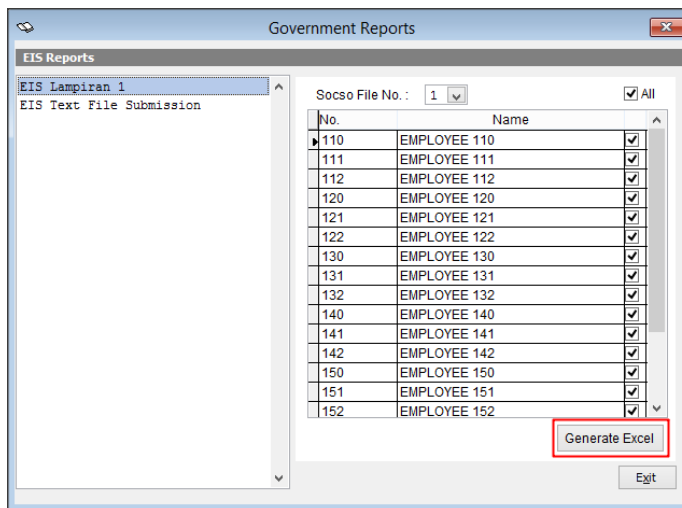 Government Reports
EIS Reports
EIS Lampiran 1
EIS Text File Submission
Socso File No. : 1 All
No. Name
110 EMPLOYEE 110
111 EMPLOYEE 111
112 EMPLOYEE 112
120 EMPLOYEE 120
121 EMPLOYEE 121
122 EMPLOYEE 122
130 EMPLOYEE 130
131 EMPLOYEE 131
132 EMPLOYEE 132
140 EMPLOYEE 140
141 EMPLOYEE 141
142 EMPLOYEE 142
150 EMPLOYEE 150
151 EMPLOYEE 151
152 EMPLOYEE 152
Generate Excel
Exit